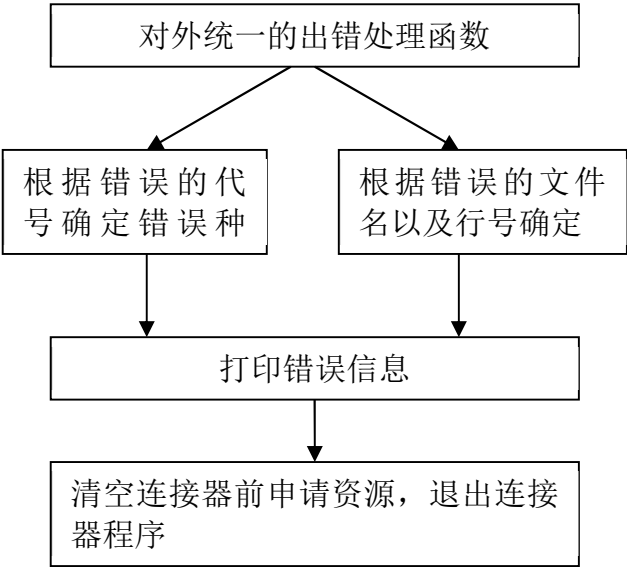 对外统一的出错处理函数
根据错误的代
号确定错误种
根据错误的文件
名以及行号确定
打印错误信息
清空连接器前申请资源，退出连接
器程序